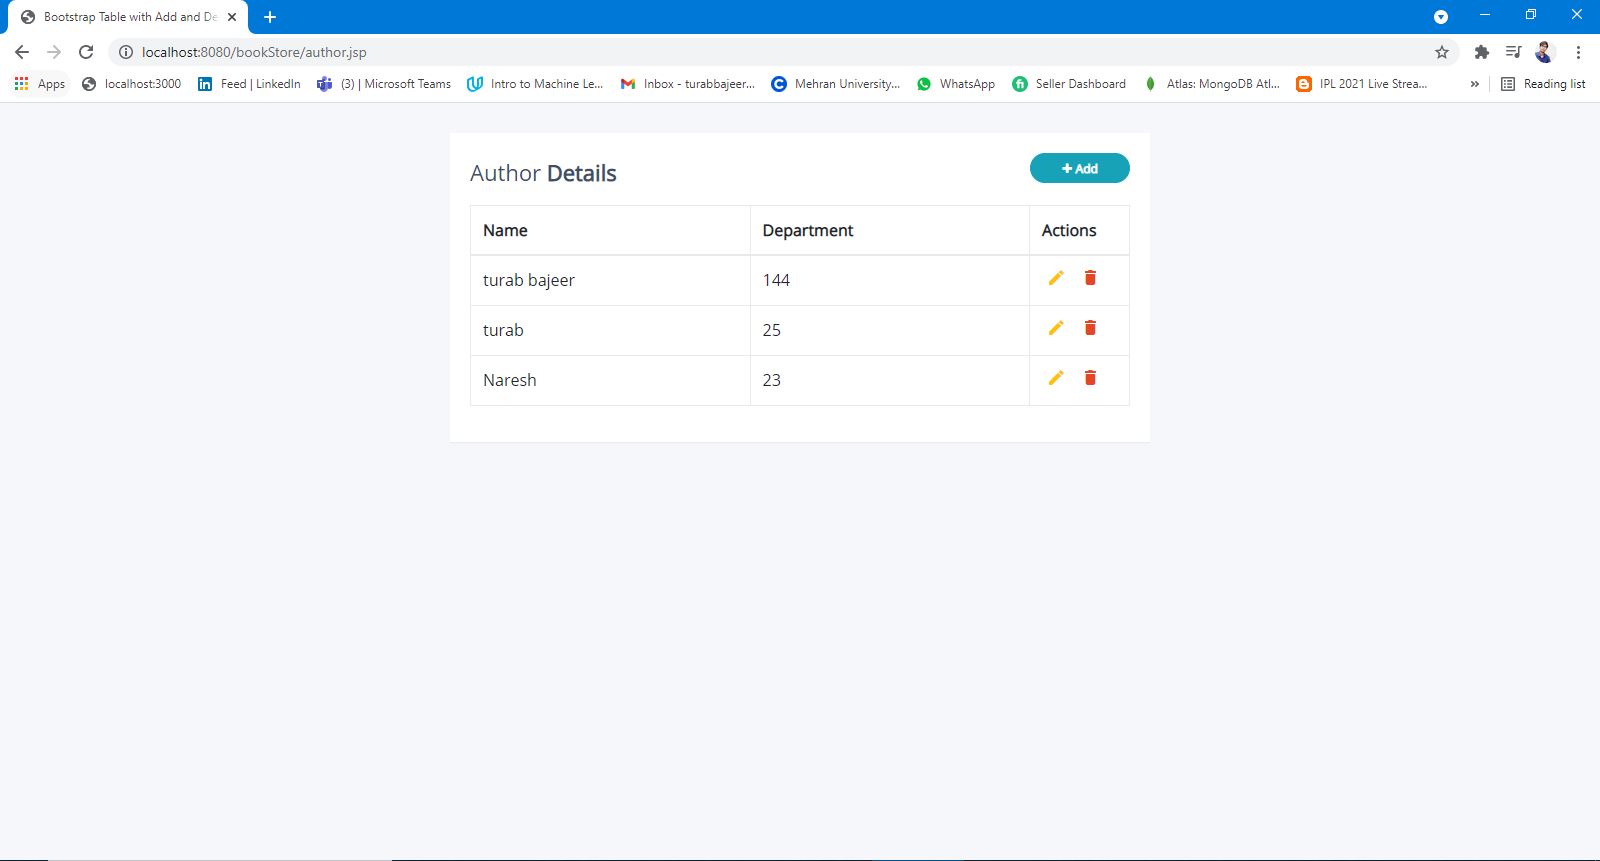 Bootstrap Table with Add and De
localhost:8080/bookStore/author.jsp
Apps localhost:3000 Feed | LinkedIn (3) | Microsoft Teams Intro to Machine Le... Inbox - turabbajeer... Mehran University... WhatsApp Seller Dashboard Atlas: MongoDB Atl... IPL 2021 Live Strea... » Reading list
Author Details + Add
Name Department Actions
turab bajeer 144
turab 25
Naresh 23